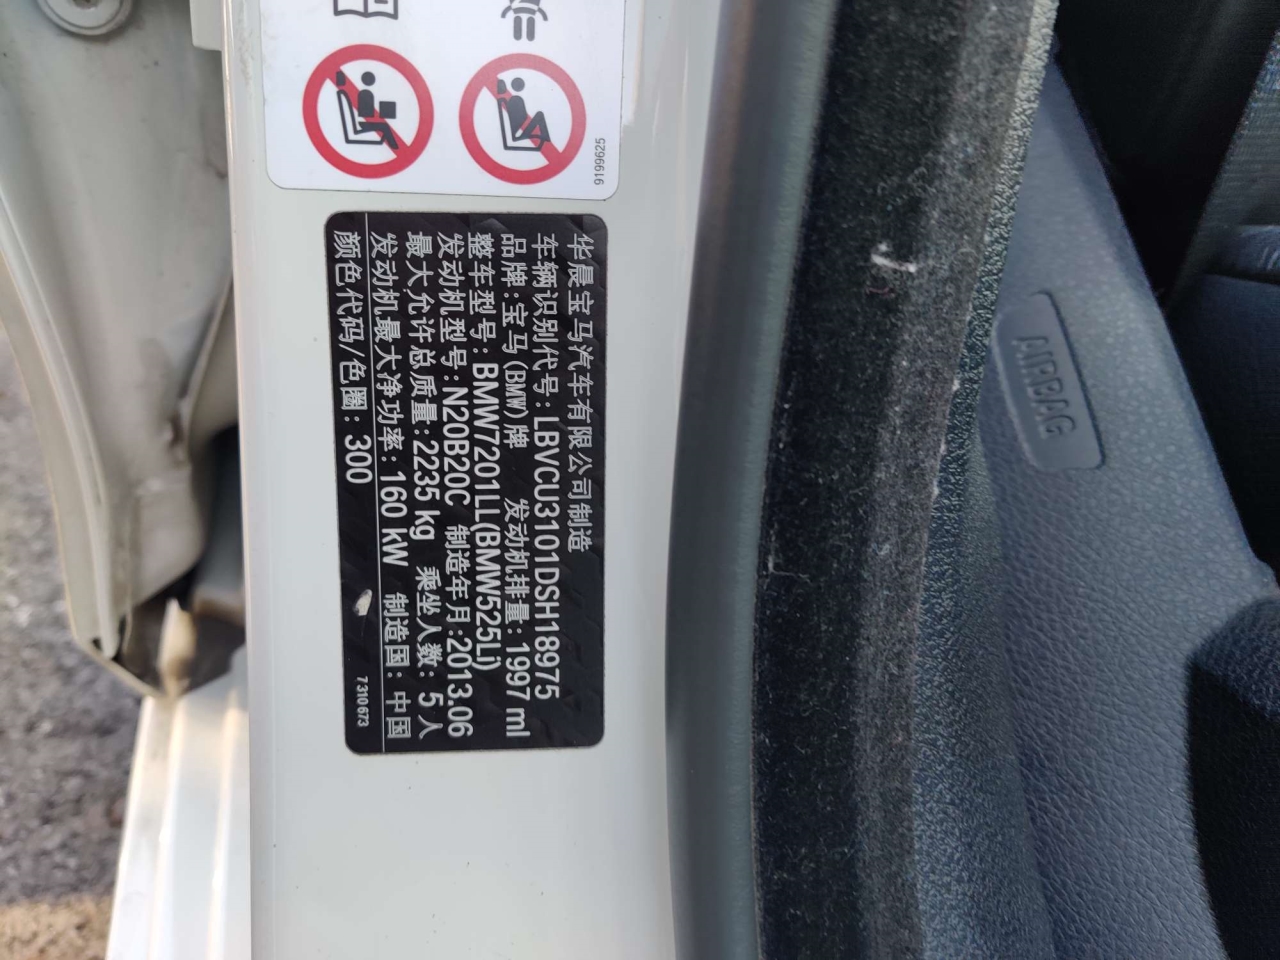 9199625
华晨宝马汽车有限公司制造
车辆识别代号: LBVCU3101DSH18975
品牌: 宝马(BMW)牌 发动机排量: 1997 ml
整车型号: BMW7201LL(BMW525Li)
发动机型号: N20B20C 制造年月:2013.06
最大允许总质量: 2235 kg 乘坐人数: 5 人
发动机最大净功率: 160 kW 制造国: 中国
颜色代码/色圈: 300
7310673
AIRBAG